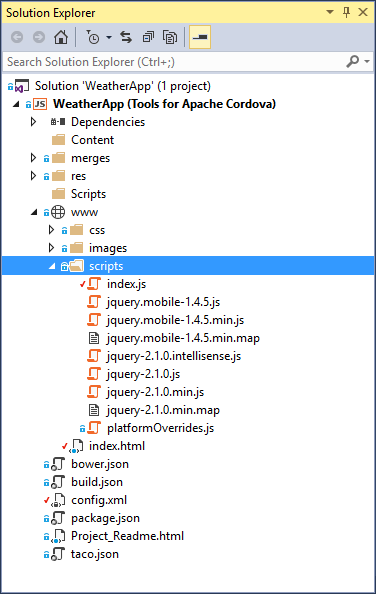 Solution Explorer
Search Solution Explorer (Ctrl+;)
Solution 'WeatherApp' (1 project)
JS WeatherApp (Tools for Apache Cordova)
Dependencies
Content
merges
res
Scripts
www
css
images
scripts
index.js
jquery.mobile-1.4.5.js
jquery.mobile-1.4.5.min.js
jquery.mobile-1.4.5.min.map
jquery-2.1.0.intellisense.js
jquery-2.1.0.js
jquery-2.1.0.min.js
jquery-2.1.0.min.map
platformOverrides.js
index.html
bower.json
build.json
config.xml
package.json
Project_Readme.html
taco.json